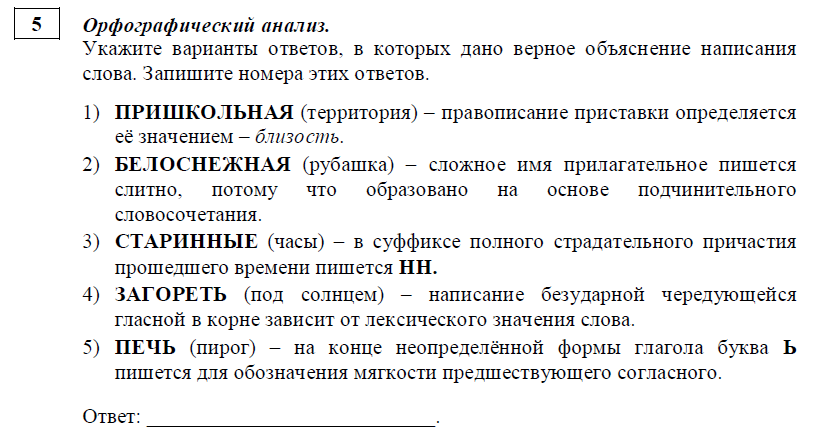 5
Орфографический анализ.
Укажите варианты ответов, в которых дано верное объяснение написания
слова. Запишите номера этих ответов.
1) ПРИШКОЛЬНАЯ (территория) – правописание приставки определяется
её значением – близость.
2) БЕЛОСНЕЖНАЯ (рубашка) – сложное имя прилагательное пишется
слитно, потому что образовано на основе подчинительного
словосочетания.
3) СТАРИННЫЕ (часы) – в суффиксе полного страдательного причастия
прошедшего времени пишется НН.
4) ЗАГОРЕТЬ (под солнцем) – написание безударной чередующейся
гласной в корне зависит от лексического значения слова.
5) ПЕЧЬ (пирог) – на конце неопределённой формы глагола буква Ь
пишется для обозначения мягкости предшествующего согласного.
Ответ: ___________________________.